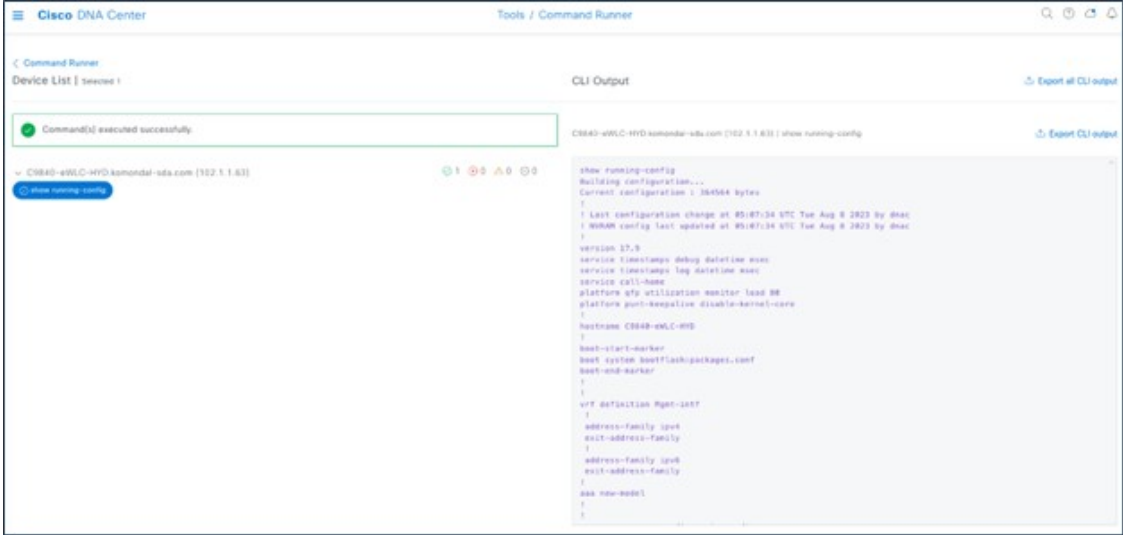 Cisco DNA Center
Tools / Command Runner
Command Runner
Device List | Selected 1
CLI Output
Export all CLI output
Command(s) executed successfully.
C9840-eWLC-HYD.komondal-sda.com (102.1.1.63) | show running-config
Export CLI output
C9840-eWLC-HYD.komondal-sda.com (102.1.1.63)
1 0 0 0
show running-config
show running-config
Building configuration...
Current configuration : 364564 bytes
!
! Last configuration change at 05:07:34 UTC Tue Aug 8 2023 by dnac
! NVRAM config last updated at 05:07:34 UTC Tue Aug 8 2023 by dnac
!
version 17.9
service timestamps debug datetime msec
service timestamps log datetime msec
service call-home
platform qfp utilization monitor load 80
platform punt-keepalive disable-kernel-core
!
hostname C9840-eWLC-HYD
!
boot-start-marker
boot system bootflash:packages.conf
boot-end-marker
!
!
vrf definition Mgmt-intf
!
address-family ipv4
exit-address-family
!
address-family ipv6
exit-address-family
!
aaa new-model
!
!